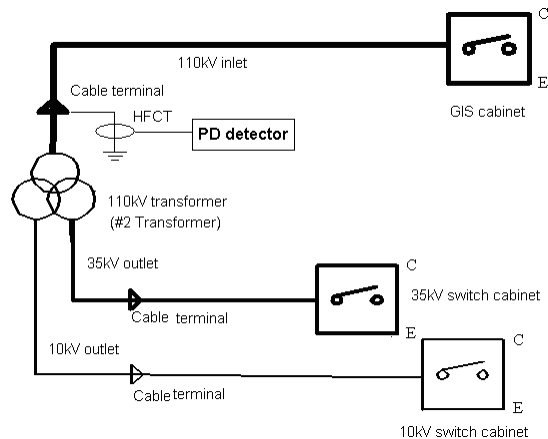 C
110kV inlet
E
Cable terminal
GIS cabinet
HFCT
PD detector
110kV transformer
(#2 Transformer)
35kV outlet
C
35kV switch cabinet
Cable terminal
E
C
10kV outlet
Cable terminal
E
10kV switch cabinet